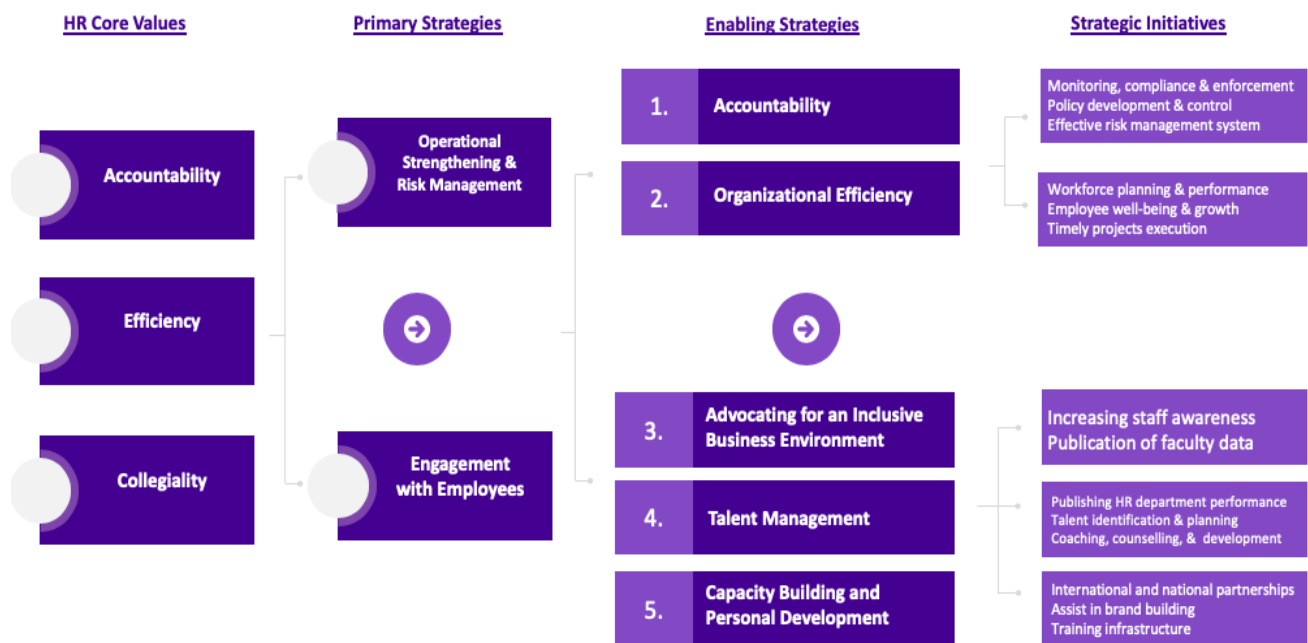 HR Core Values
Primary Strategies
Enabling Strategies
Strategic Initiatives
Accountability
Efficiency
Collegiality
Operational
Strengthening &
Risk Management
Engagement
with Employees
1.
Accountability
2.
Organizational Efficiency
3.
Advocating for an Inclusive
Business Environment
4.
Talent Management
5.
Capacity Building and
Personal Development
Monitoring, compliance & enforcement
Policy development & control
Effective risk management system
Workforce planning & performance
Employee well-being & growth
Timely projects execution
Increasing staff awareness
Publication of faculty data
Publishing HR department performance
Talent identification & planning
Coaching, counselling, & development
International and national partnerships
Assist in brand building
Training infrastructure